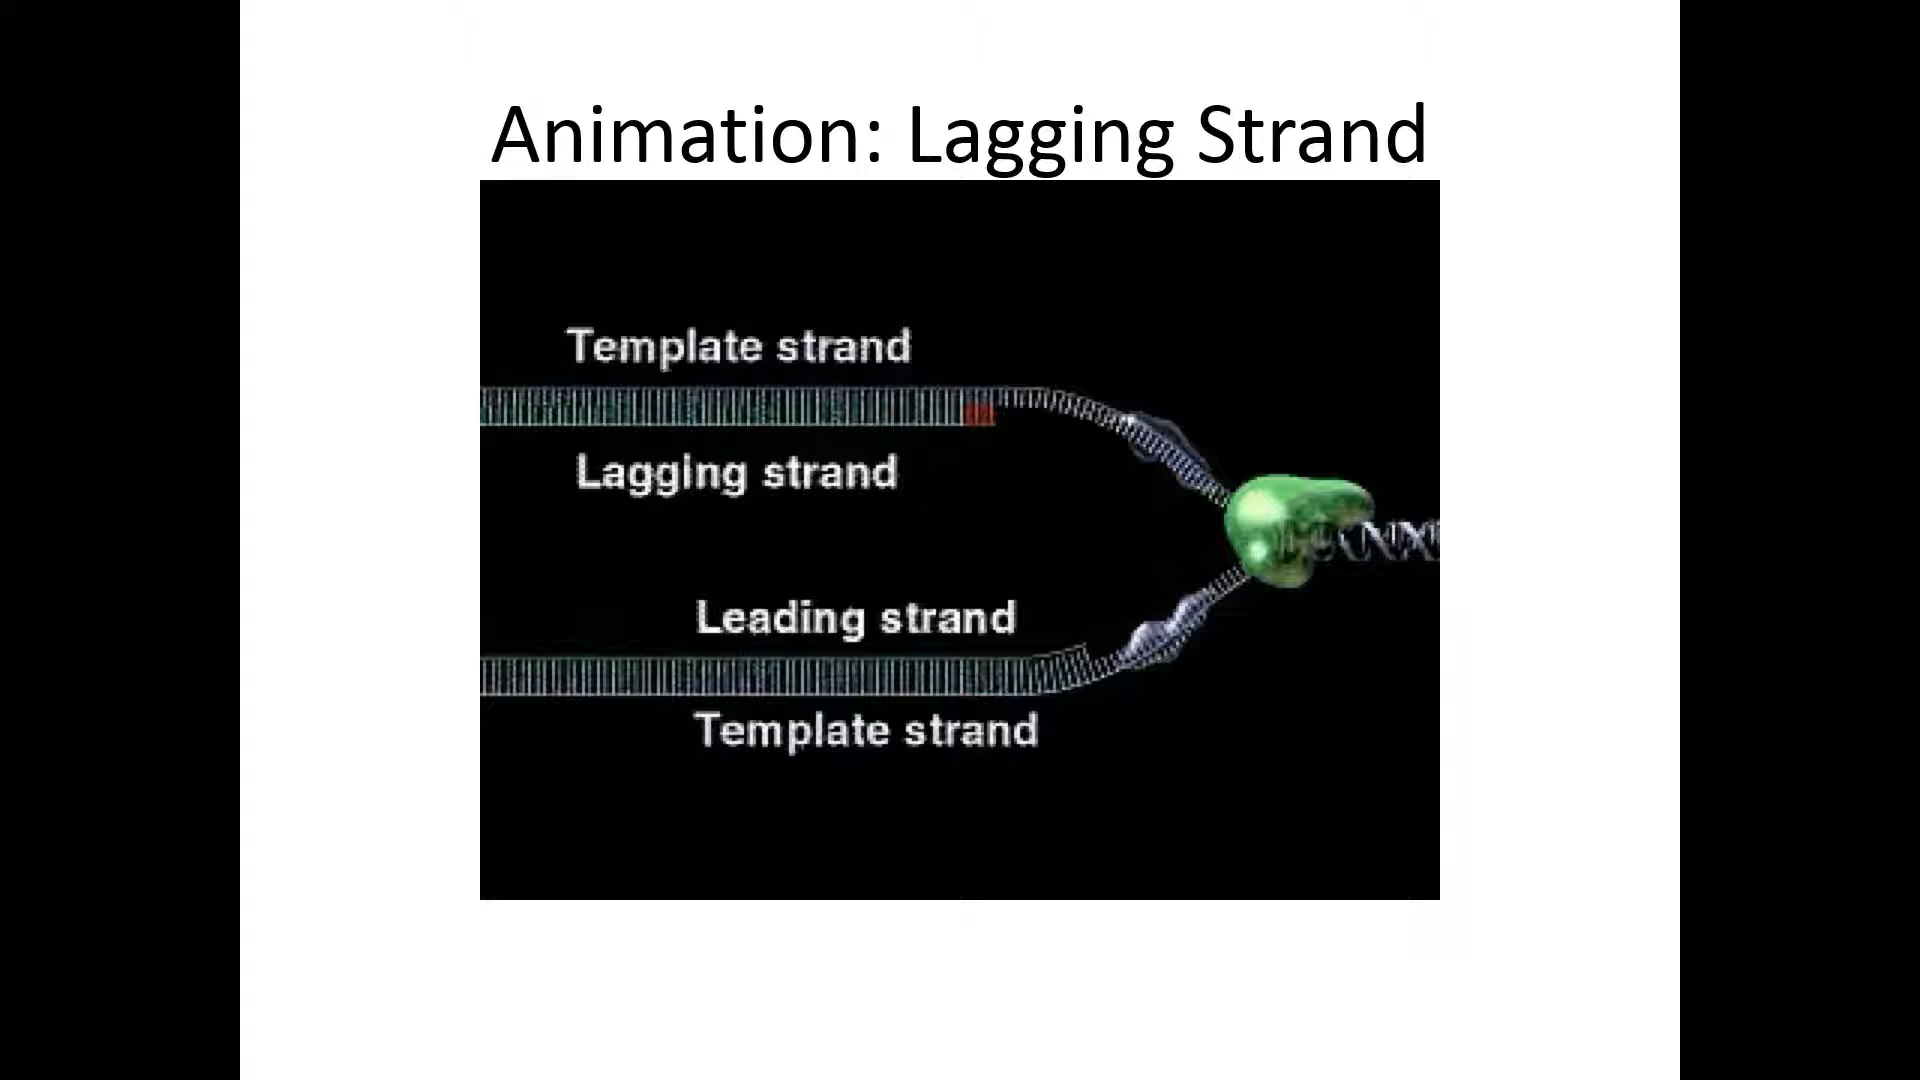 Animation: Lagging Strand
Template strand
Lagging strand
Leading strand
Template strand